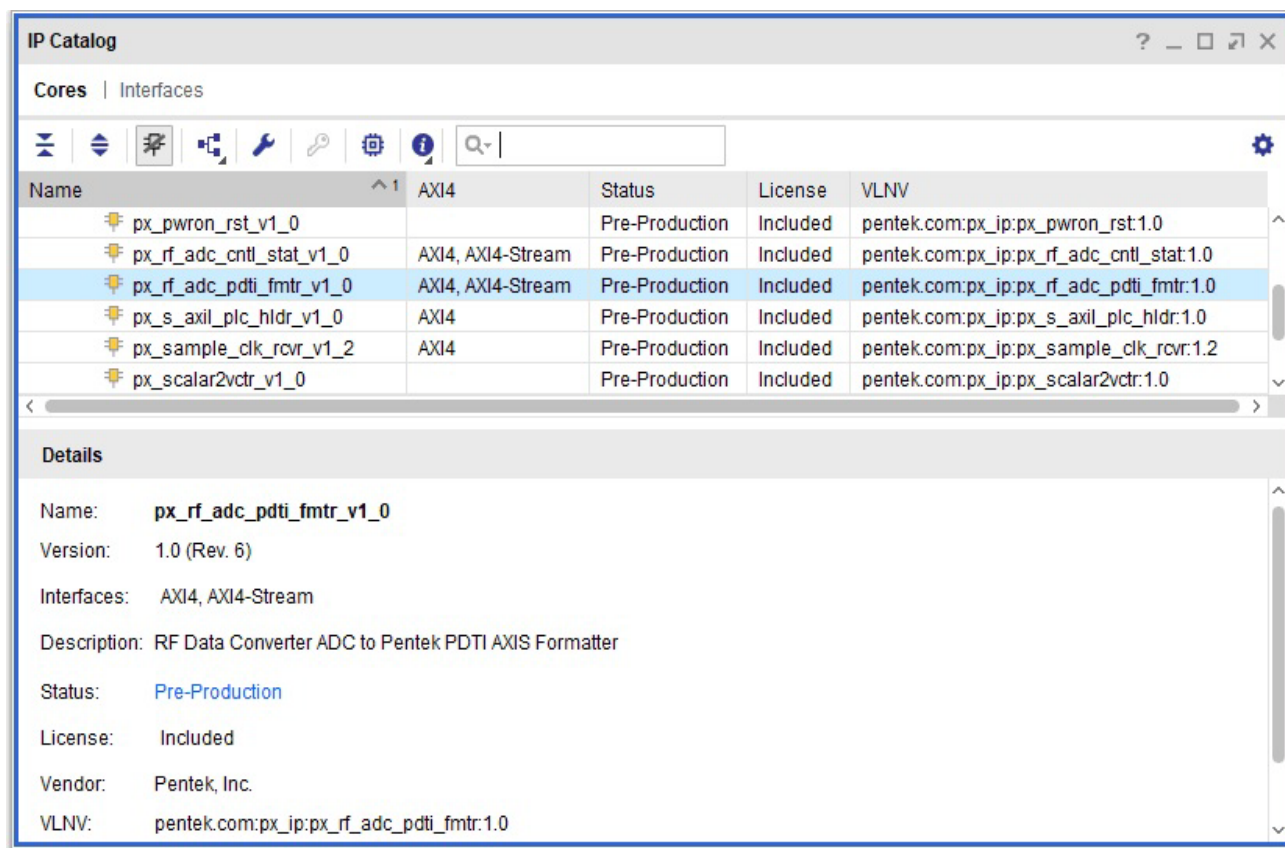 IP Catalog ? _ X
Cores | Interfaces
Name 1 AXI4 Status License VLNV
px_pwron_rst_v1_0 Pre-Production Included pentek.com:px_ip:px_pwron_rst:1.0
px_rf_adc_cntl_stat_v1_0 AXI4, AXI4-Stream Pre-Production Included pentek.com:px_ip:px_rf_adc_cntl_stat:1.0
px_rf_adc_pdti_fmtr_v1_0 AXI4, AXI4-Stream Pre-Production Included pentek.com:px_ip:px_rf_adc_pdti_fmtr:1.0
px_s_axil_plc_hldr_v1_0 AXI4 Pre-Production Included pentek.com:px_ip:px_s_axil_plc_hldr:1.0
px_sample_clk_rcvr_v1_2 AXI4 Pre-Production Included pentek.com:px_ip:px_sample_clk_rcvr:1.2
px_scalar2vctr_v1_0 Pre-Production Included pentek.com:px_ip:px_scalar2vctr:1.0
Details
Name: px_rf_adc_pdti_fmtr_v1_0
Version: 1.0 (Rev. 6)
Interfaces: AXI4, AXI4-Stream
Description: RF Data Converter ADC to Pentek PDTI AXIS Formatter
Status: Pre-Production
License: Included
Vendor: Pentek, Inc.
VLNV: pentek.com:px_ip:px_rf_adc_pdti_fmtr:1.0